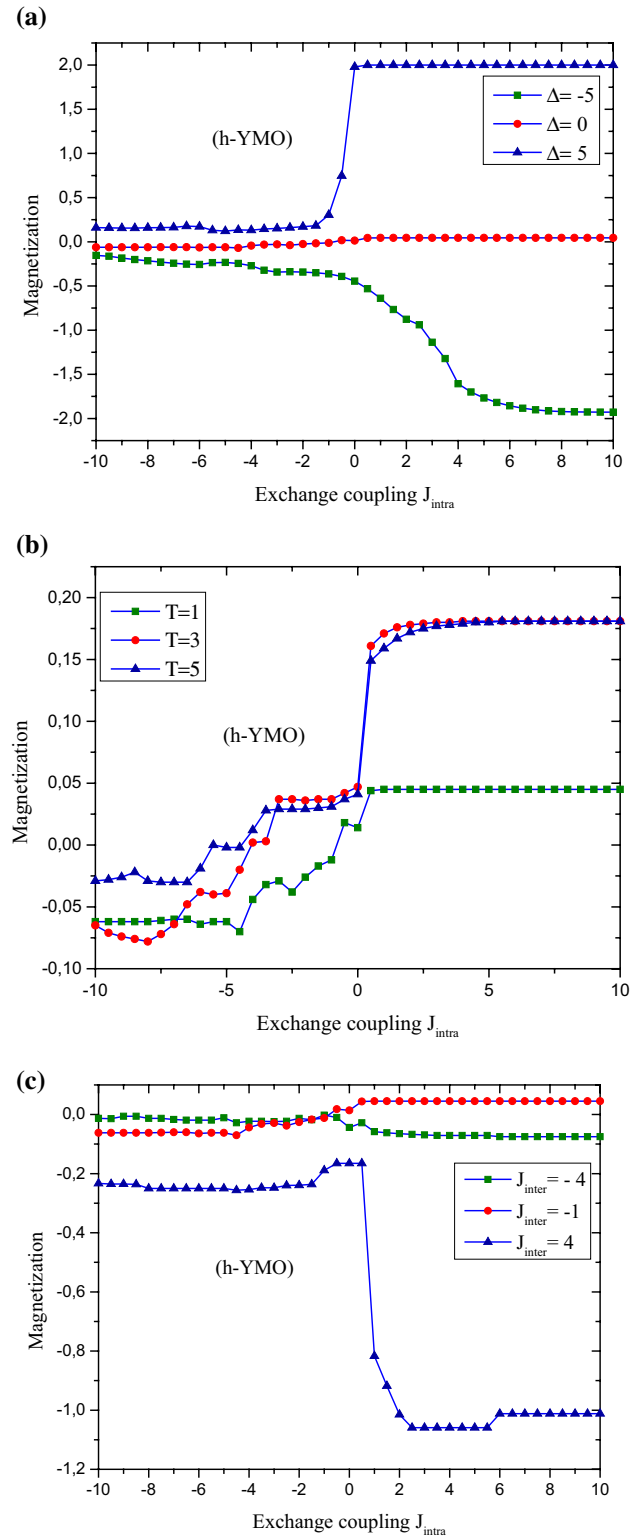 (a)
2,0
1,5
1,0
0,5
0,0
-0,5
-1,0
-1,5
-2,0
Magnetization
(h-YMO)
Δ= -5
Δ= 0
Δ= 5
-10 -8 -6 -4 -2 0 2 4 6 8 10
Exchange coupling J_intra
(b)
0,20
0,15
0,10
0,05
0,00
-0,05
-0,10
Magnetization
T=1
T=3
T=5
(h-YMO)
-10 -5 0 5 10
Exchange coupling J_intra
(c)
0,0
-0,2
-0,4
-0,6
-0,8
-1,0
-1,2
Magnetization
(h-YMO)
J_inter= - 4
J_inter= -1
J_inter= 4
-10 -8 -6 -4 -2 0 2 4 6 8 10
Exchange coupling J_intra